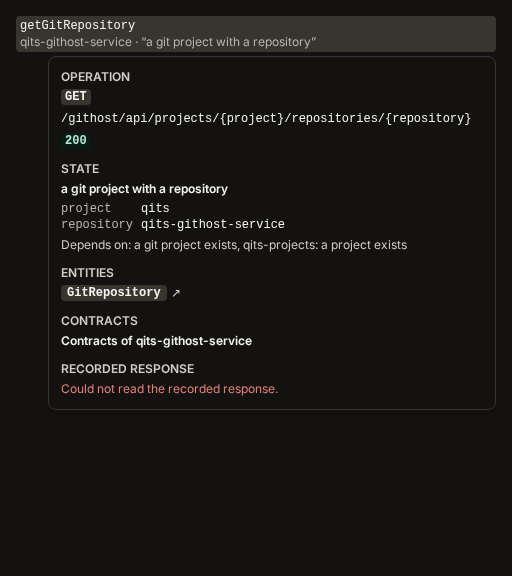 getGitRepository
qits-githost-service · “a git project with a repository”
OPERATION
GET
/githost/api/projects/{project}/repositories/{repository}
200
STATE
a git project with a repository
project qits
repository qits-githost-service
Depends on: a git project exists, qits-projects: a project exists
ENTITIES
GitRepository ↗
CONTRACTS
Contracts of qits-githost-service
RECORDED RESPONSE
Could not read the recorded response.